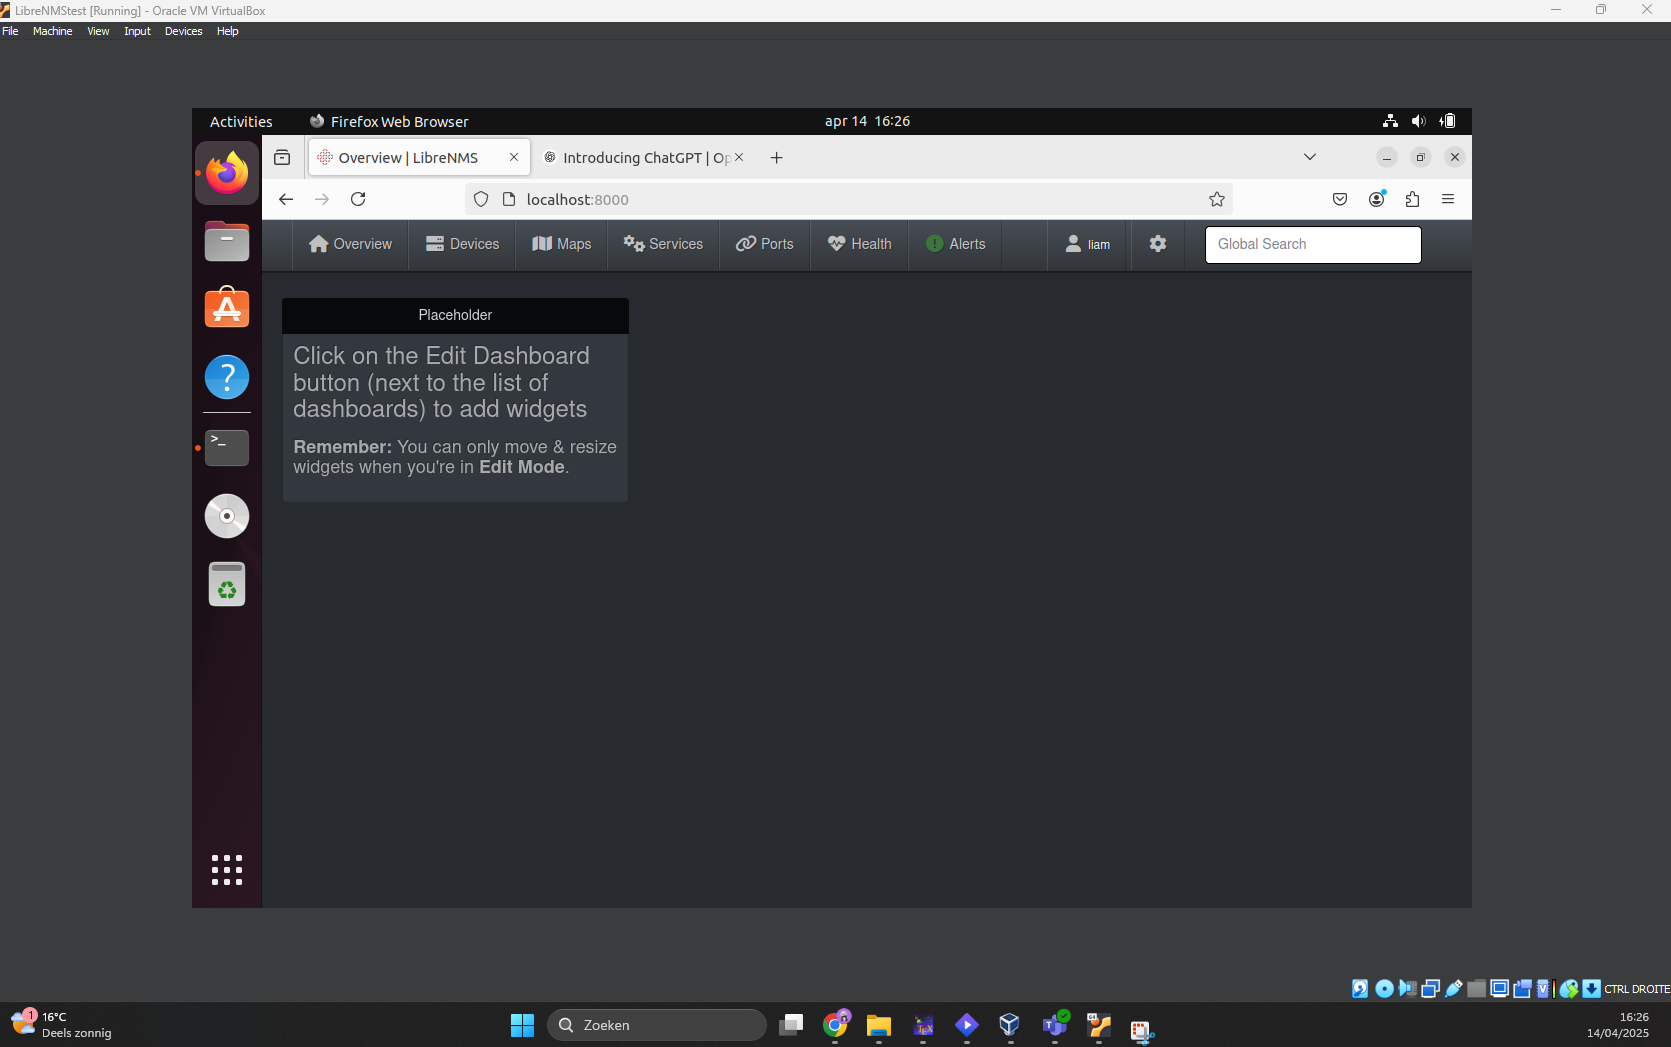 LibreNMStest [Running] - Oracle VM VirtualBox
File Machine View Input Devices Help
Activities Firefox Web Browser apr 14 16:26
Overview | LibreNMS Introducing ChatGPT | Op
localhost:8000
Overview Devices Maps Services Ports Health Alerts liam Global Search
Placeholder
Click on the Edit Dashboard
button (next to the list of
dashboards) to add widgets
Remember: You can only move & resize
widgets when you're in Edit Mode.
CTRL DROITE
1 16°C
Deels zonnig
Zoeken
16:26
14/04/2025